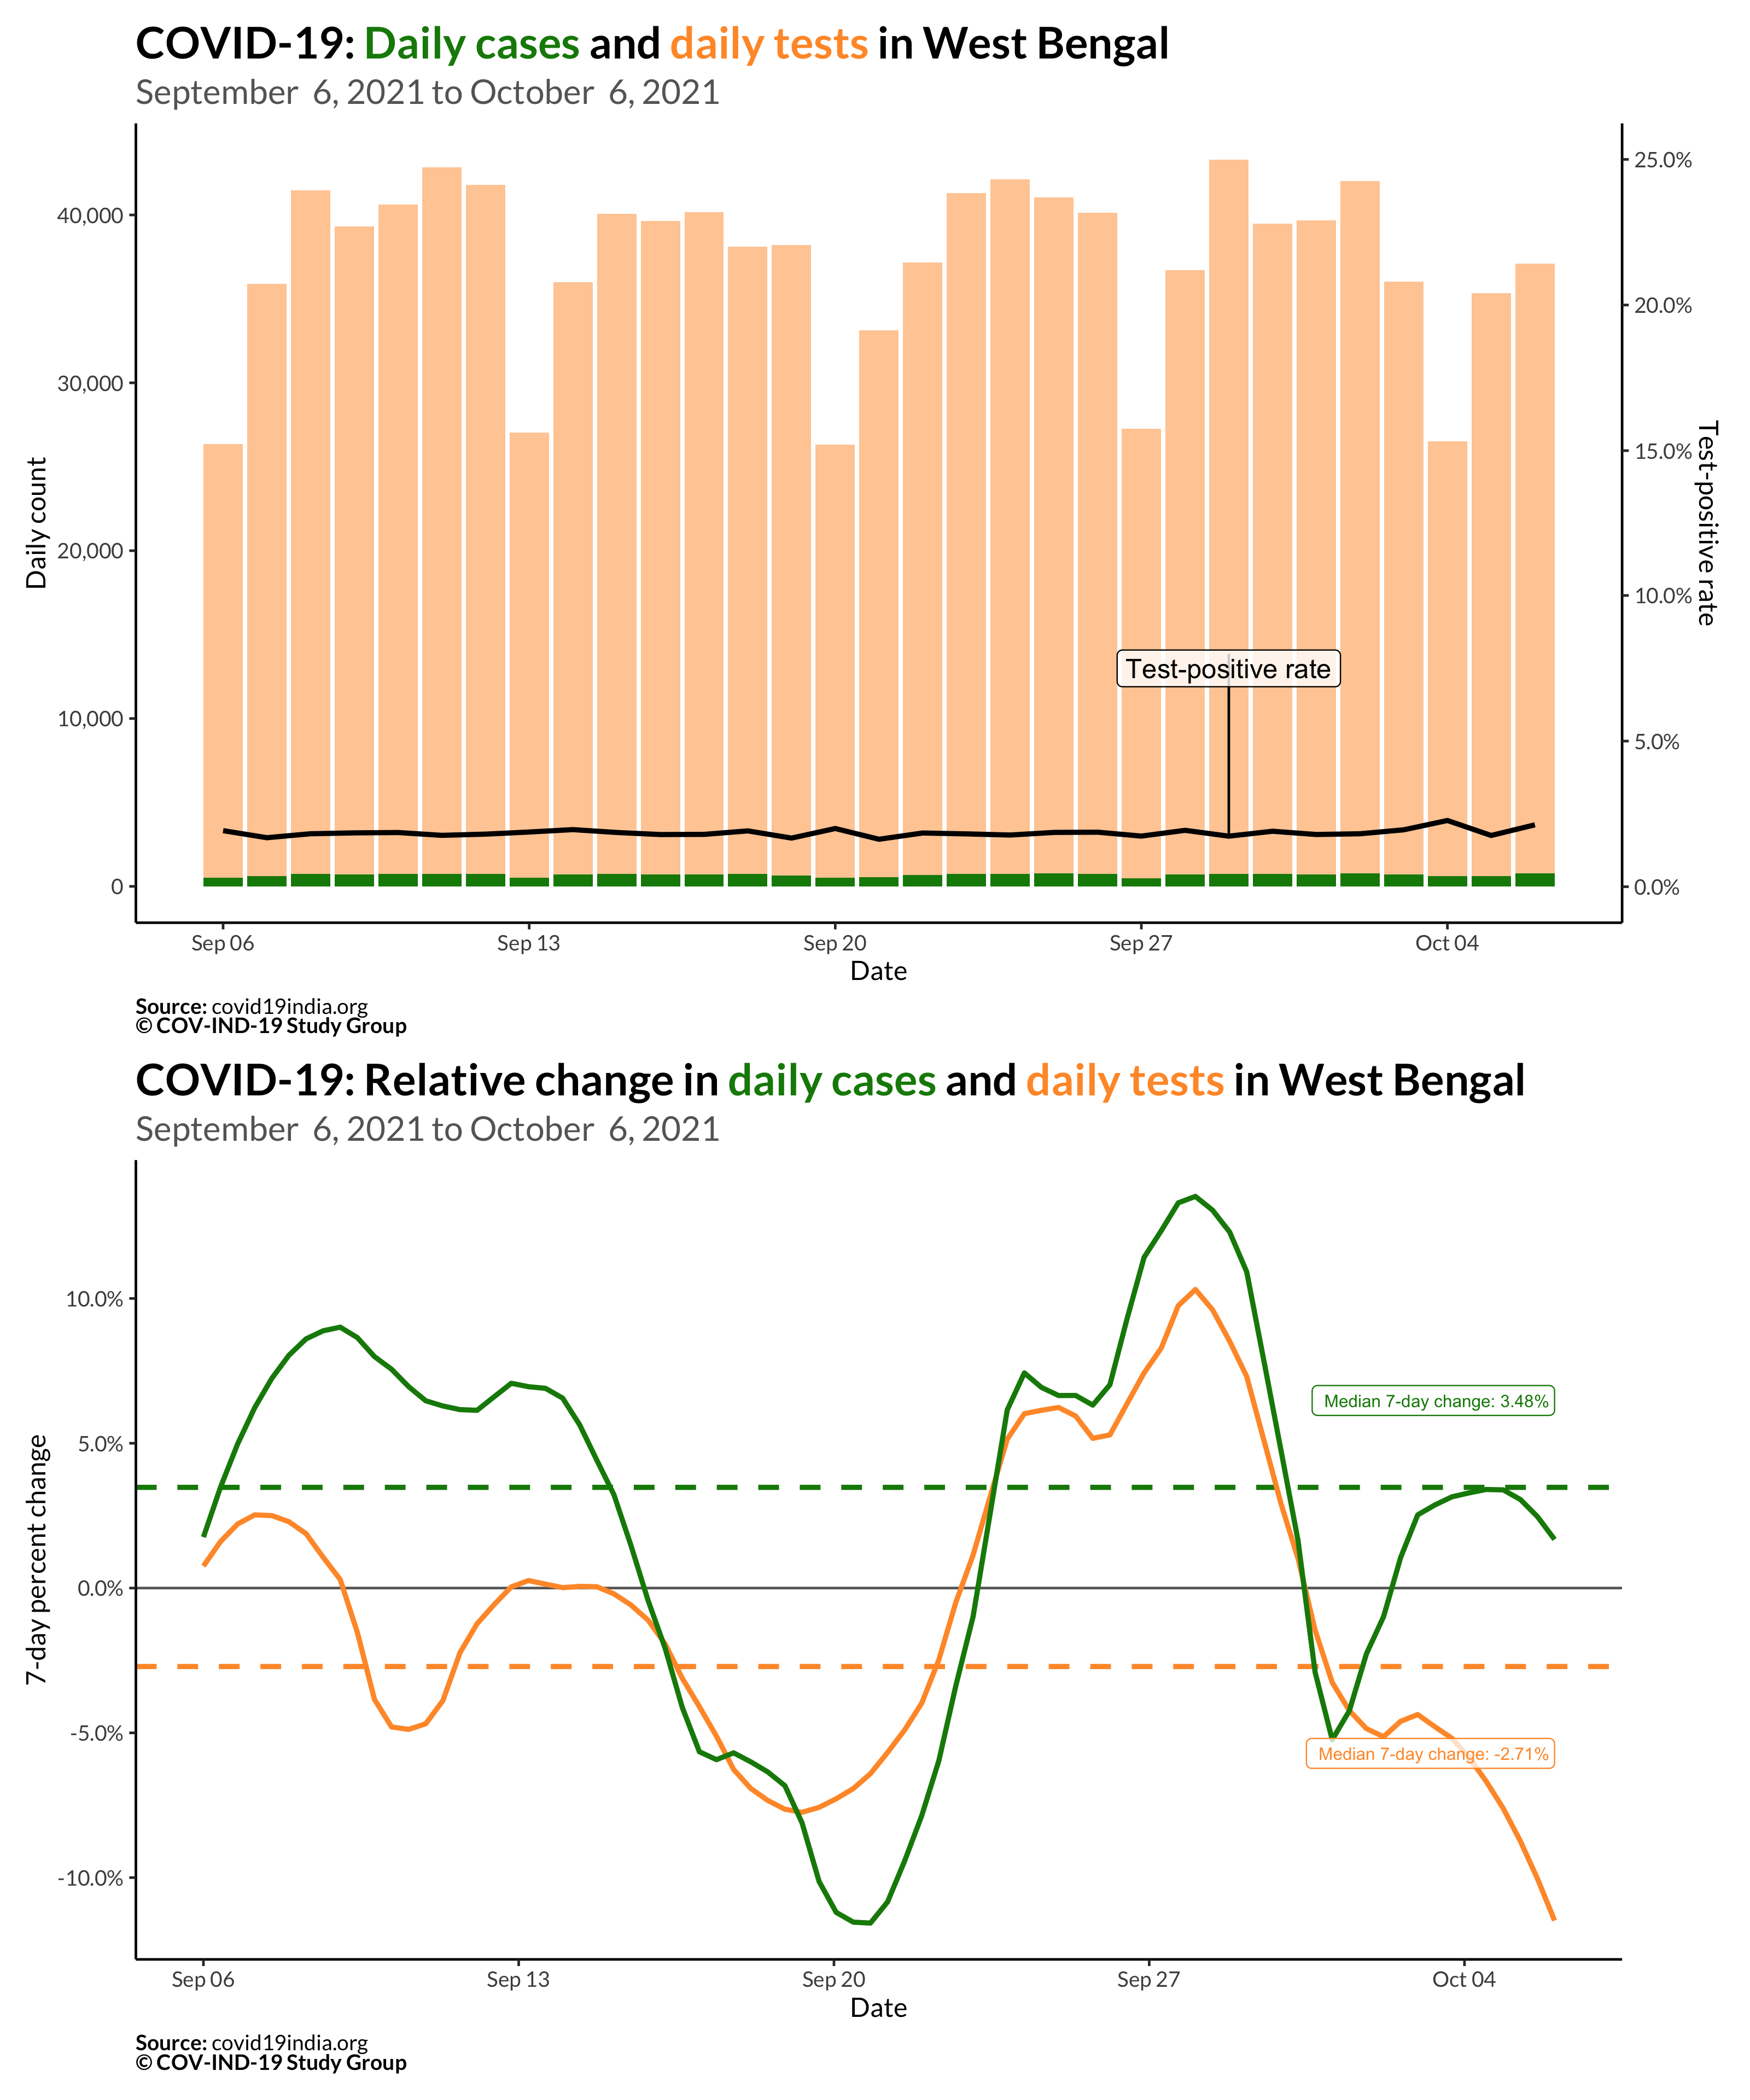 COVID-19: Daily cases and daily tests in West Bengal
September 6, 2021 to October 6, 2021
Daily count
40,000
30,000
20,000
10,000
0
25.0%
20.0%
15.0%
10.0%
5.0%
0.0%
Test-positive rate
Test-positive rate
Sep 06
Sep 13
Sep 20
Sep 27
Oct 04
Date
Source: covid19india.org
© COV-IND-19 Study Group
COVID-19: Relative change in daily cases and daily tests in West Bengal
September 6, 2021 to October 6, 2021
7-day percent change
10.0%
5.0%
0.0%
-5.0%
-10.0%
Median 7-day change: 3.48%
Median 7-day change: -2.71%
Sep 06
Sep 13
Sep 20
Sep 27
Oct 04
Date
Source: covid19india.org
© COV-IND-19 Study Group